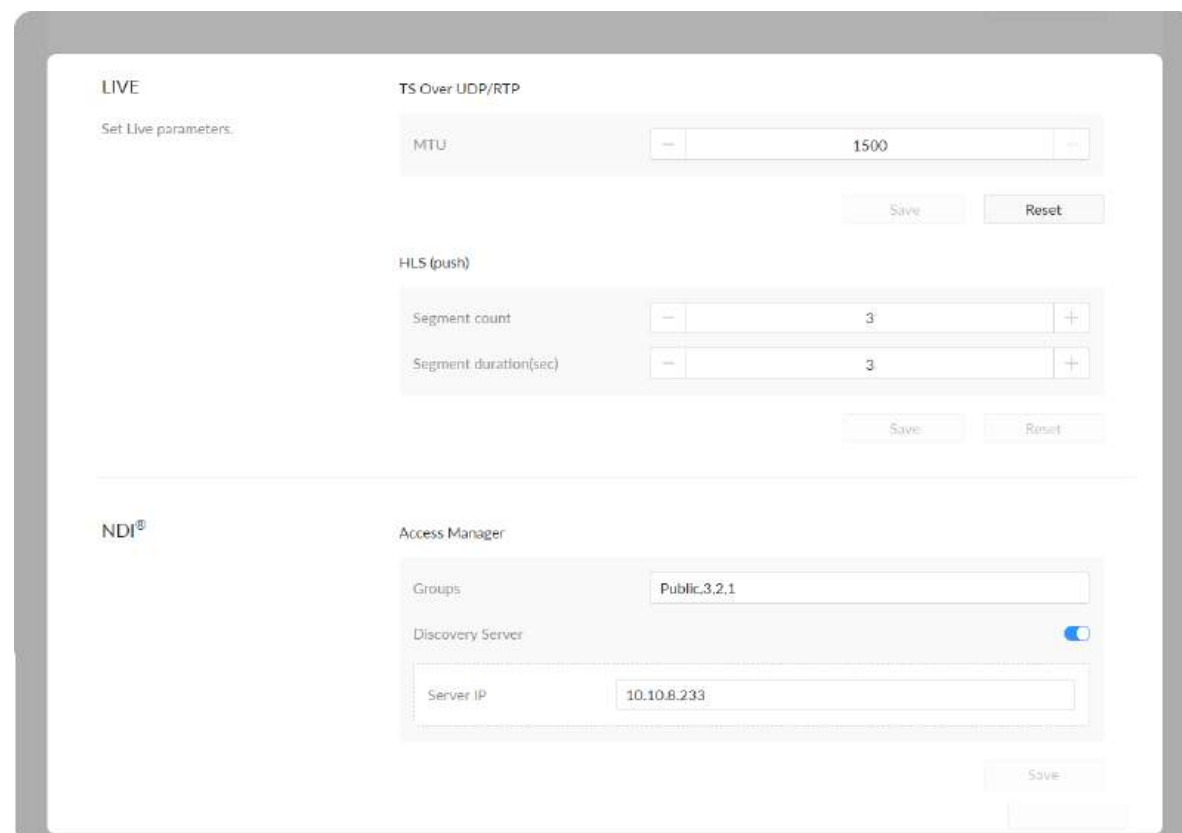 LIVE
TS Over UDP/RTP
Set Live parameters.
MTU
1500
Save
Reset
HLS (push)
Segment count
3
Segment duration(sec)
3
Save
Reset
NDI®
Access Manager
Groups
Public,3,2,1
Discovery Server
Server IP
10.10.8.233
Save